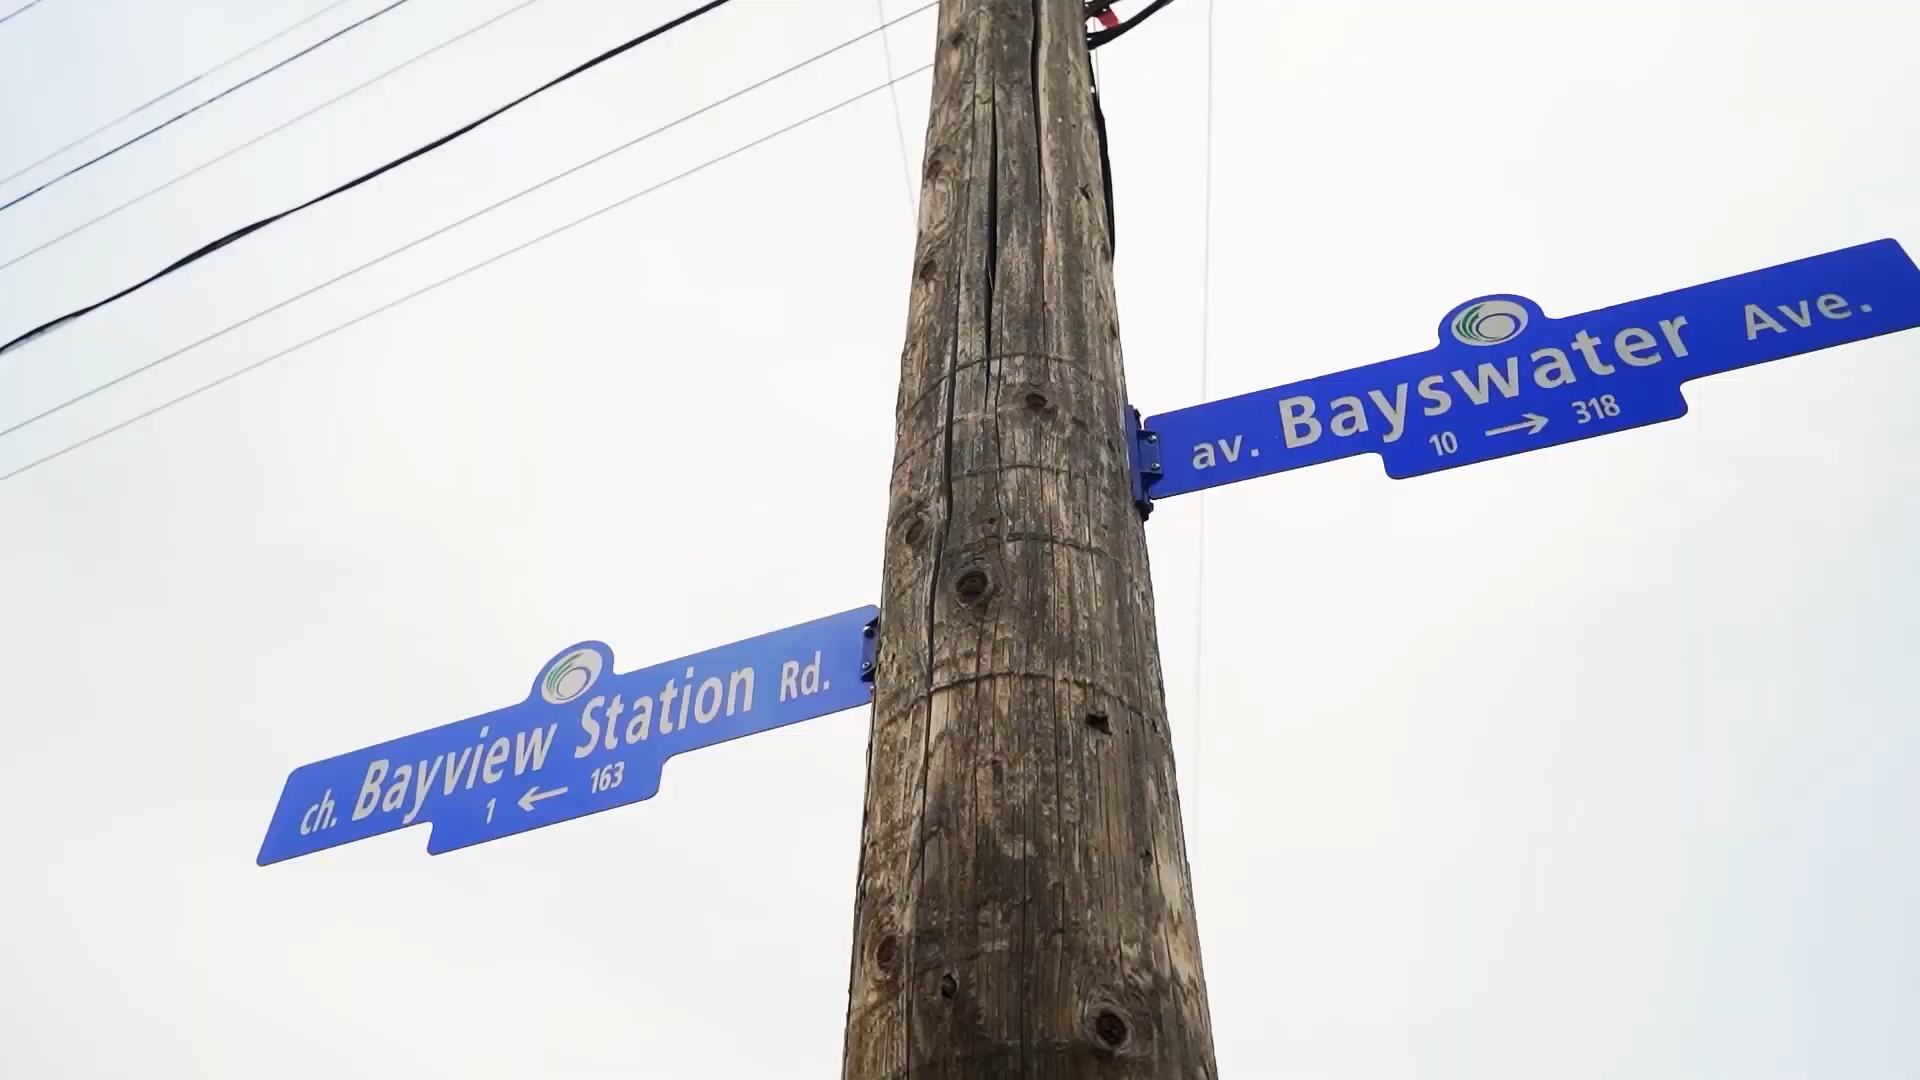 av. Bayswater Ave.
10 → 318
ch. Bayview Station Rd.
1 ← 163